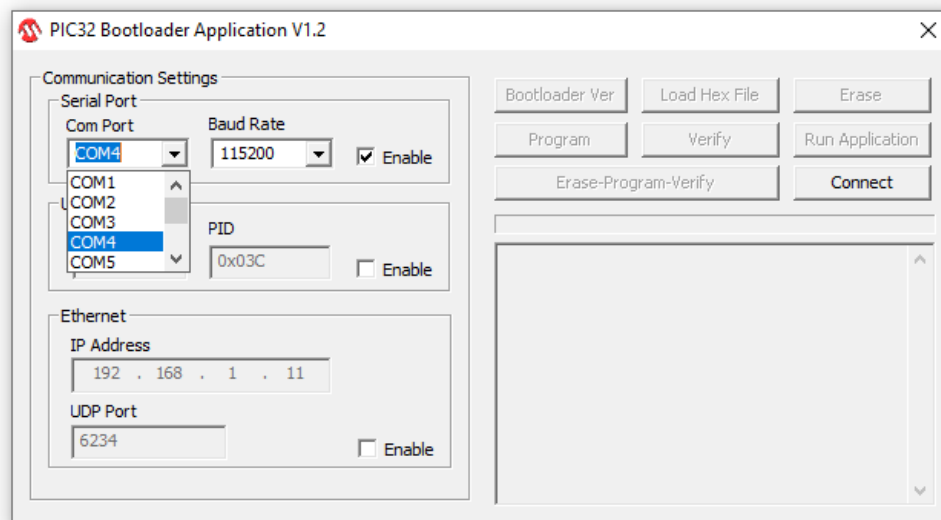 PIC32 Bootloader Application V1.2
Communication Settings
Serial Port
Com Port
Baud Rate
COM4
115200
Enable
COM1
COM2
COM3
COM4
COM5
PID
0x03C
Enable
Ethernet
IP Address
192 . 168 . 1 . 11
UDP Port
6234
Enable
Bootloader Ver
Load Hex File
Erase
Program
Verify
Run Application
Erase-Program-Verify
Connect